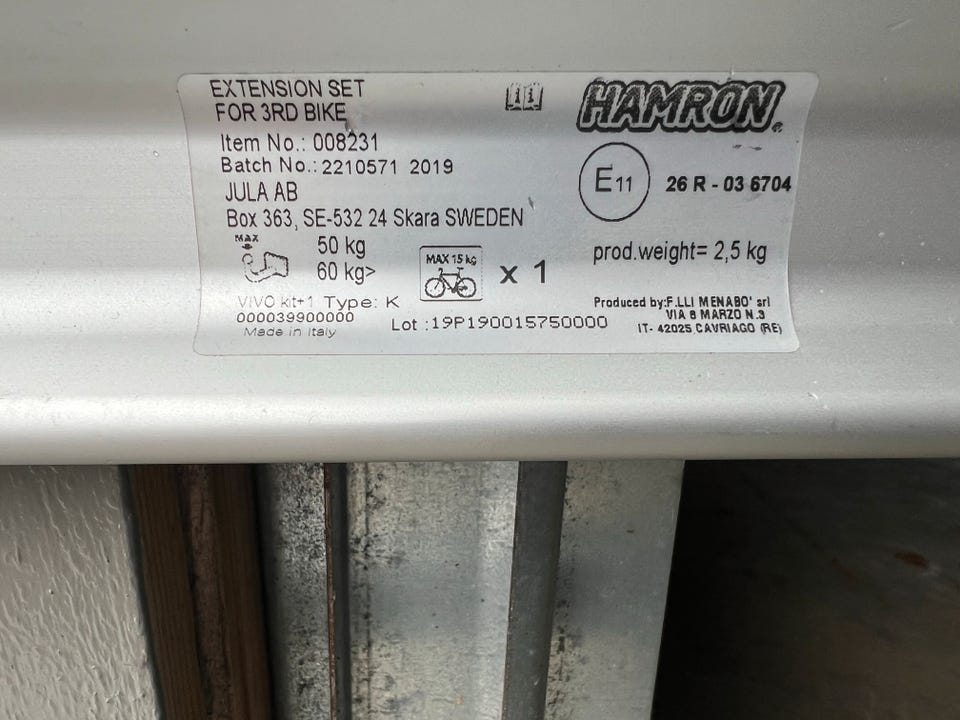 EXTENSION SET
FOR 3RD BIKE
Item No.: 008231
Batch No.: 2210571 2019
JULA AB
Box 363, SE-532 24 Skara SWEDEN
MAX
50 kg
60 kg>
VIVO kit+1 Type: K
000039900000
Made in Italy
MAX 15 kg
x 1
Lot :19P190015750000
HAMRON®
E11
26 R - 03 6704
prod.weight= 2,5 kg
Produced by:F.LLI MENABO' srl
VIA 8 MARZO N.3
IT- 42025 CAVRIAGO (RE)